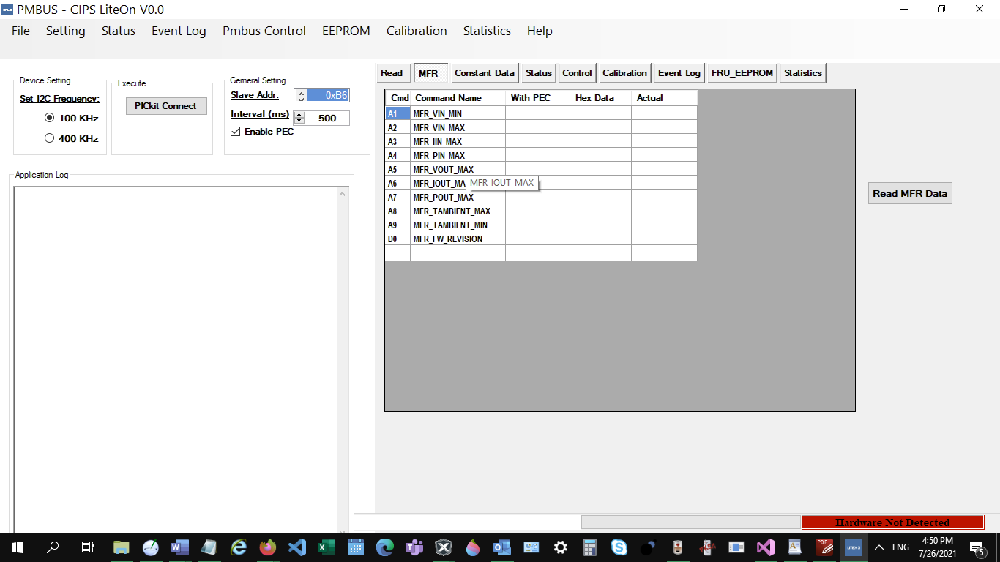 PMBUS - CIPS LiteOn V0.0
File Setting Status Event Log Pmbus Control EEPROM Calibration Statistics Help
Device Setting
Set I2C Frequency:
100 KHz
400 KHz
Execute
PICkit Connect
Gemeral Setting
Slave Addr. 0xB6
Interval (ms) 500
Enable PEC
Application Log
Read MFR Constant Data Status Control Calibration Event Log FRU_EEPROM Statistics
Cmd Command Name With PEC Hex Data Actual
A1 MFR_VIN_MIN
A2 MFR_VIN_MAX
A3 MFR_IIN_MAX
A4 MFR_PIN_MAX
A5 MFR_VOUT_MAX
A6 MFR_IOUT_MA
MFR_IOUT_MAX
A7 MFR_POUT_MAX
A8 MFR_TAMBIENT_MAX
A9 MFR_TAMBIENT_MIN
D0 MFR_FW_REVISION
Read MFR Data
Hardware Not Detected
ENG
4:50 PM
7/26/2021
5